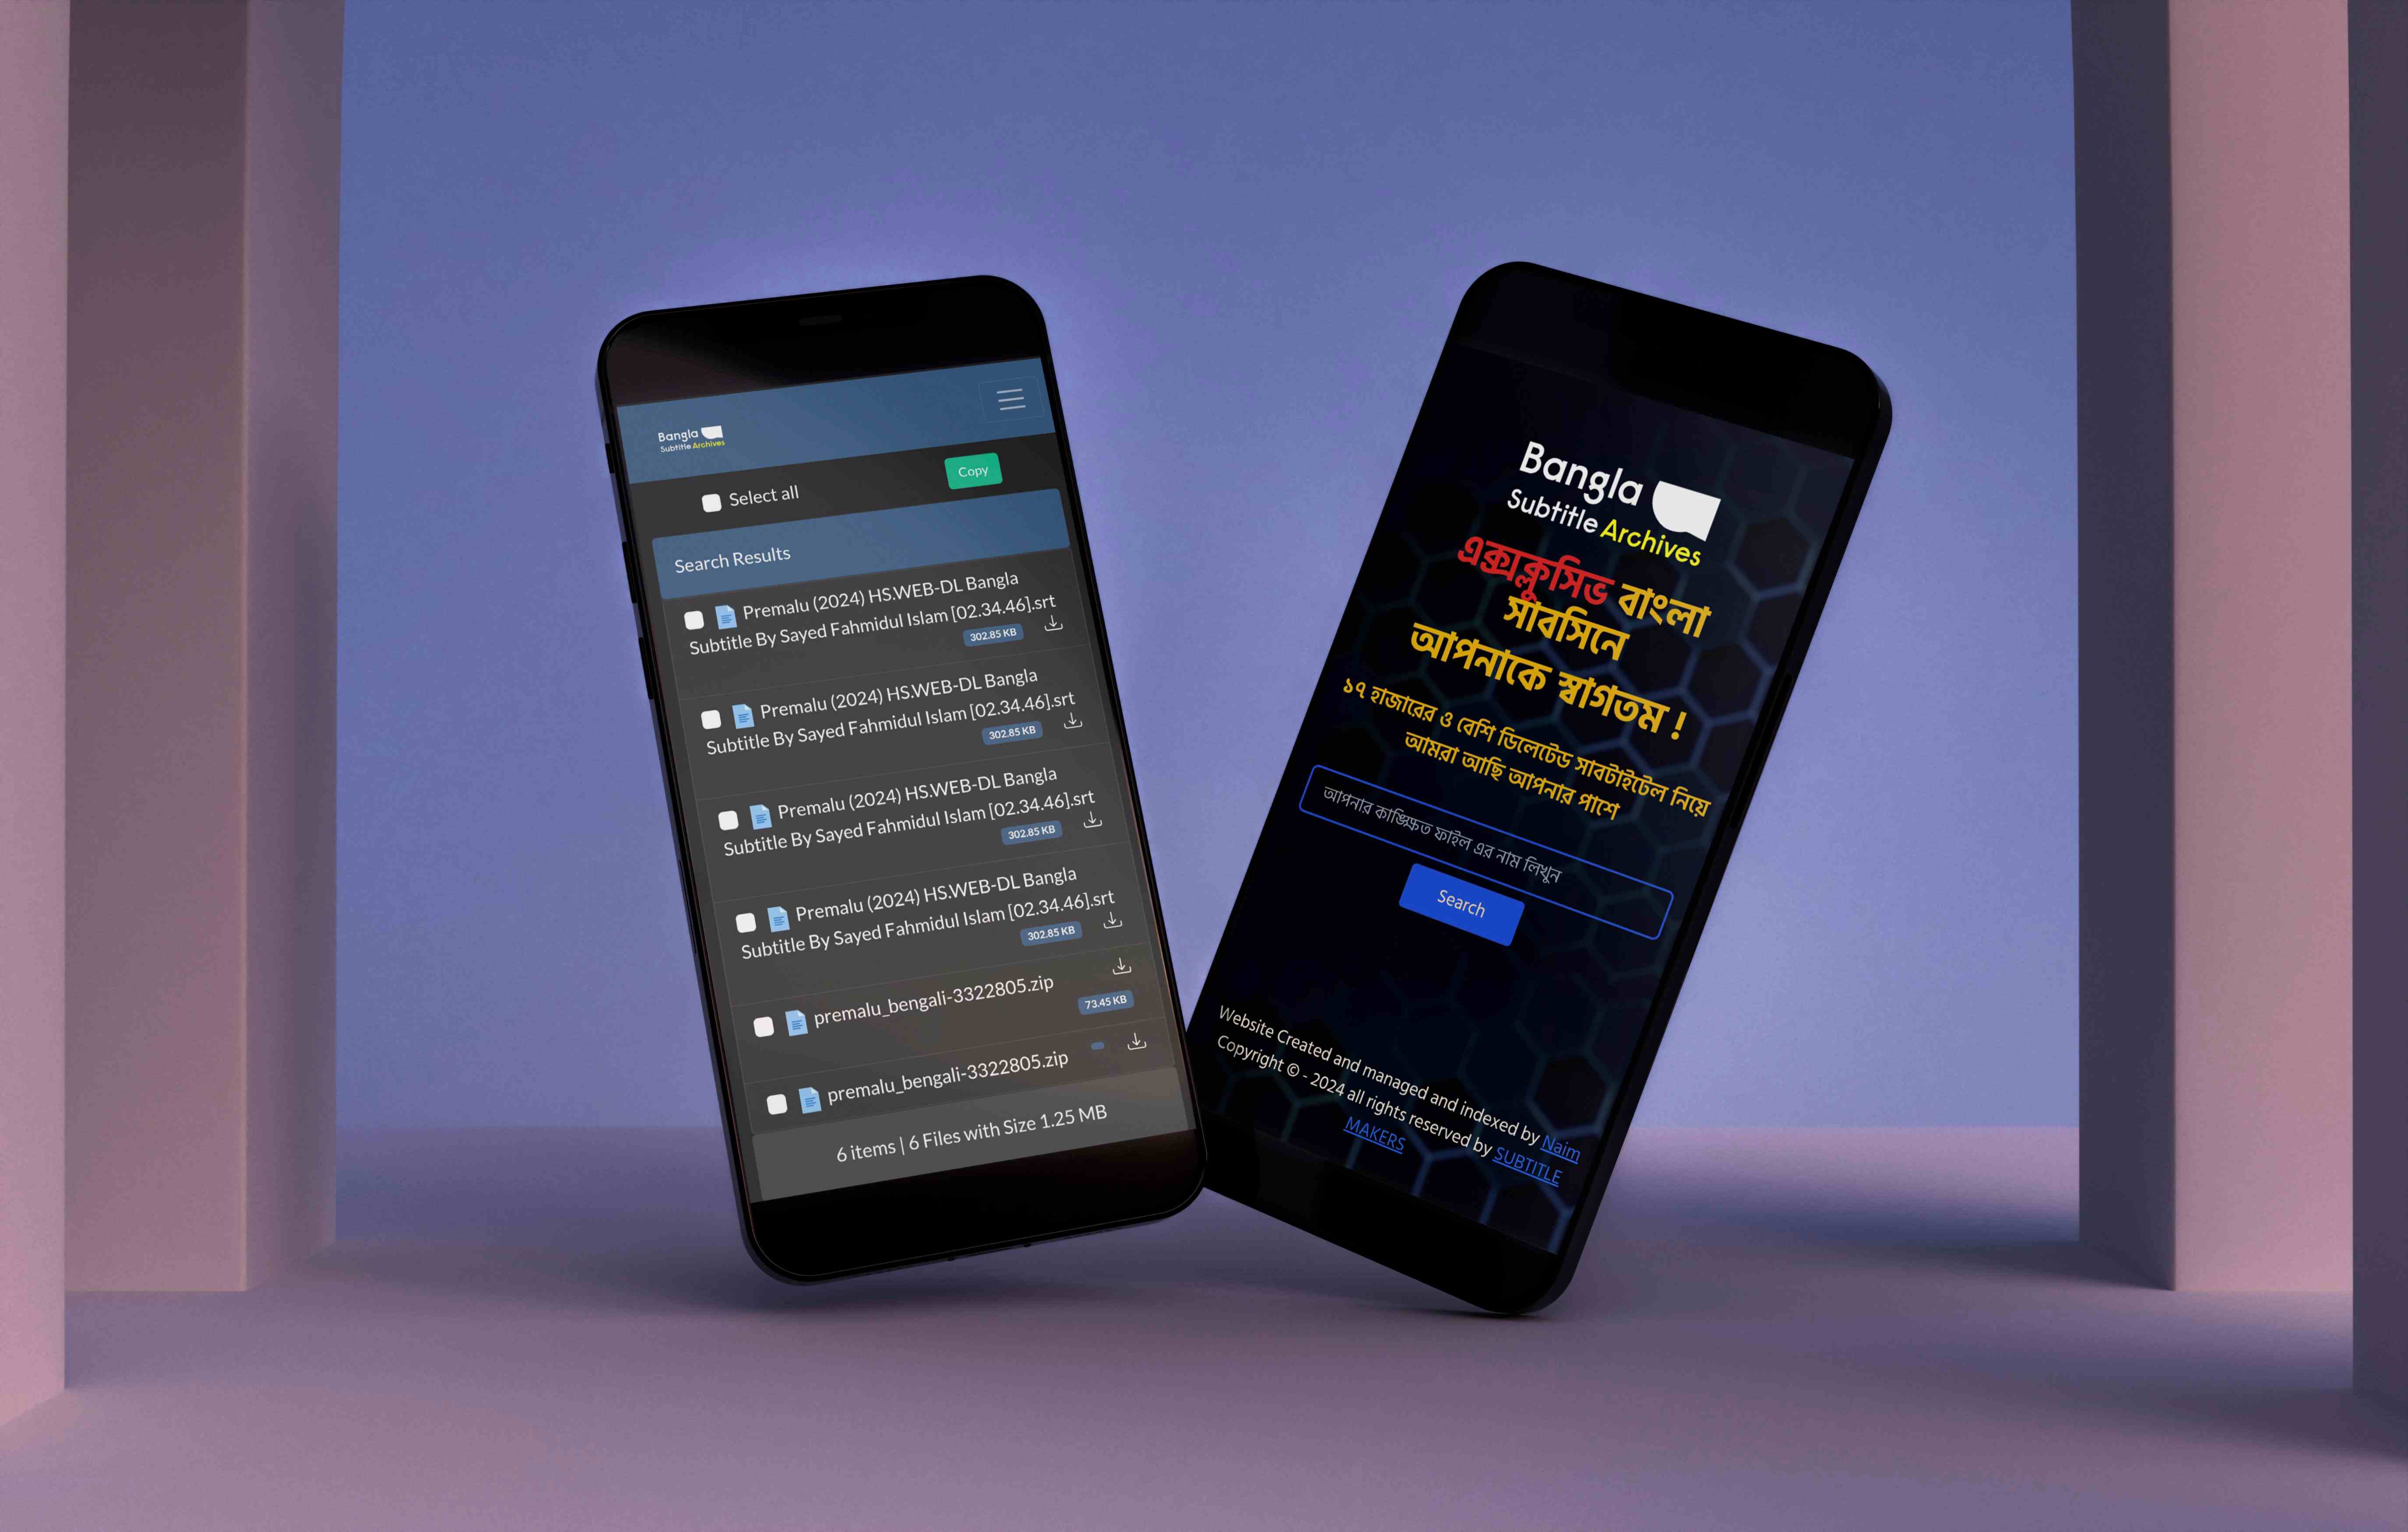 Bangla
Subtitle Archives
Select all
Copy
Search Results
Premalu (2024) HS.WEB-DL Bangla
Subtitle By Sayed Fahmidul Islam [02.34.46].srt
302.85 KB
Premalu (2024) HS.WEB-DL Bangla
Subtitle By Sayed Fahmidul Islam [02.34.46].srt
302.85 KB
Premalu (2024) HS.WEB-DL Bangla
Subtitle By Sayed Fahmidul Islam [02.34.46].srt
302.85 KB
Premalu (2024) HS.WEB-DL Bangla
Subtitle By Sayed Fahmidul Islam [02.34.46].srt
302.85 KB
premalu_bengali-3322805.zip
73.45 KB
premalu_bengali-3322805.zip
6 items | 6 Files with Size 1.25 MB
Bangla
Subtitle Archives
এক্সক্লুসিভ বাংলা
সাবসিনে
আপনাকে স্বাগতম !
১৭ হাজারের ও বেশি ডিলেটেড সাবটাইটেল নিয়ে
আমরা আছি আপনার পাশে
আপনার কাঙ্ক্ষিত ফাইল এর নাম লিখুন
Search
Website Created and managed and indexed by Naim
Copyright © - 2024 all rights reserved by SUBTITLE
MAKERS